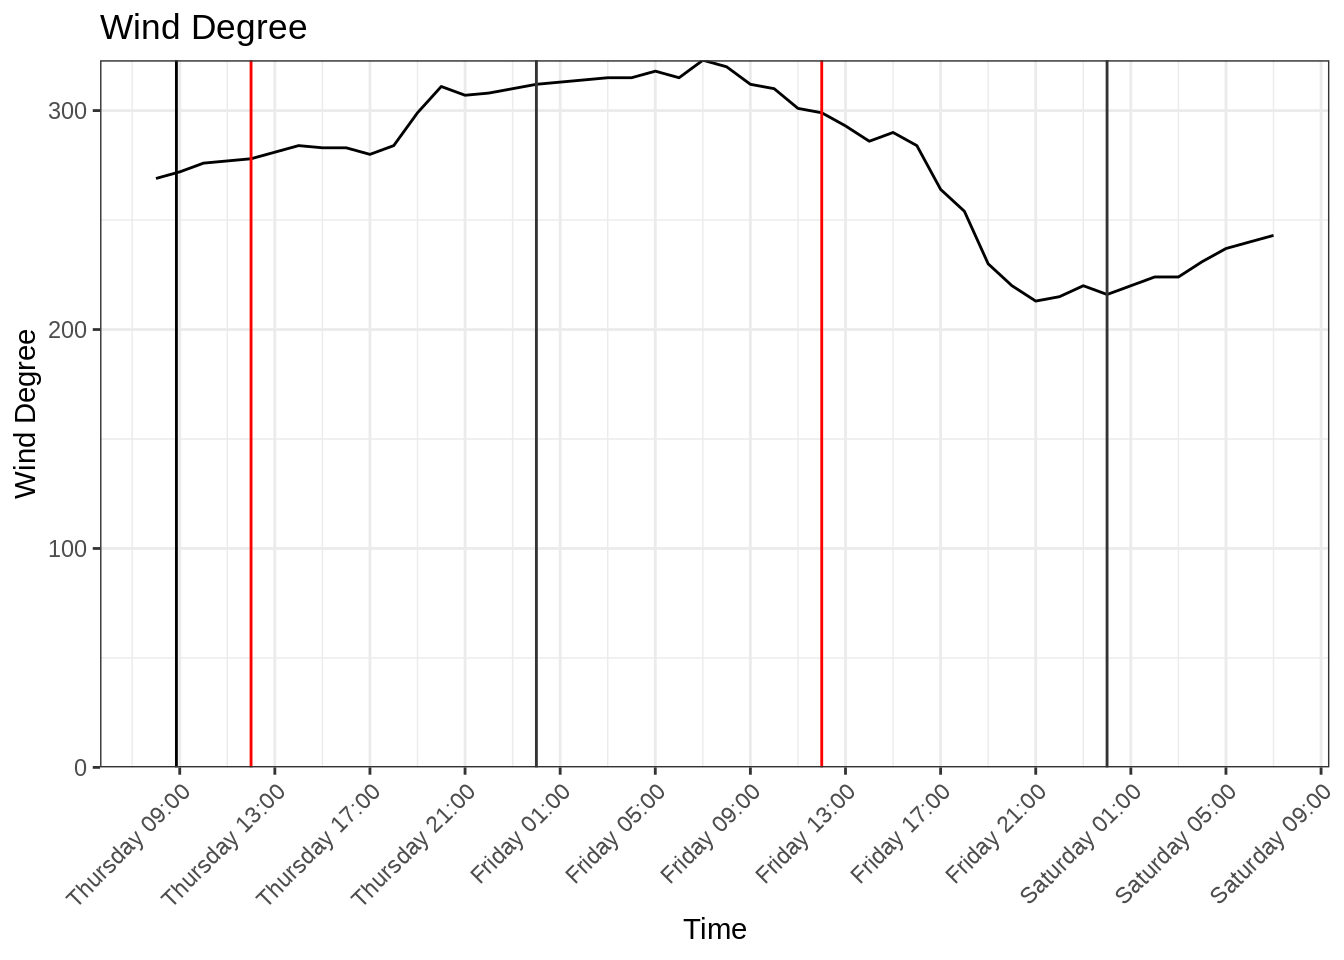 Wind Degree
Wind Degree
300
200
100
0
Thursday 09:00
Thursday 13:00
Thursday 17:00
Thursday 21:00
Friday 01:00
Friday 05:00
Friday 09:00
Friday 13:00
Friday 17:00
Friday 21:00
Saturday 01:00
Saturday 05:00
Saturday 09:00
Time